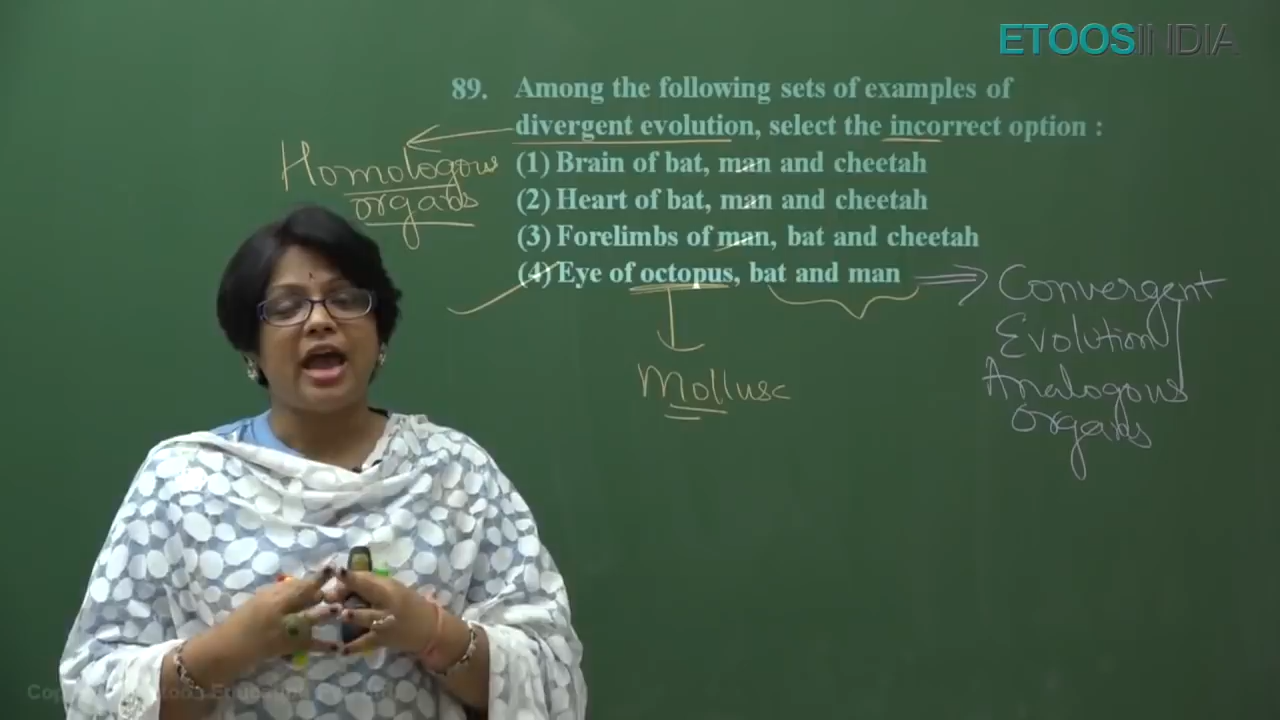 ETOOSINDIA
89. Among the following sets of examples of
divergent evolution, select the incorrect option :
(1) Brain of bat, man and cheetah
(2) Heart of bat, man and cheetah
(3) Forelimbs of man, bat and cheetah
(4) Eye of octopus, bat and man
Homologous
organs
Mollusc
Convergent
Evolution
Analogous
organs